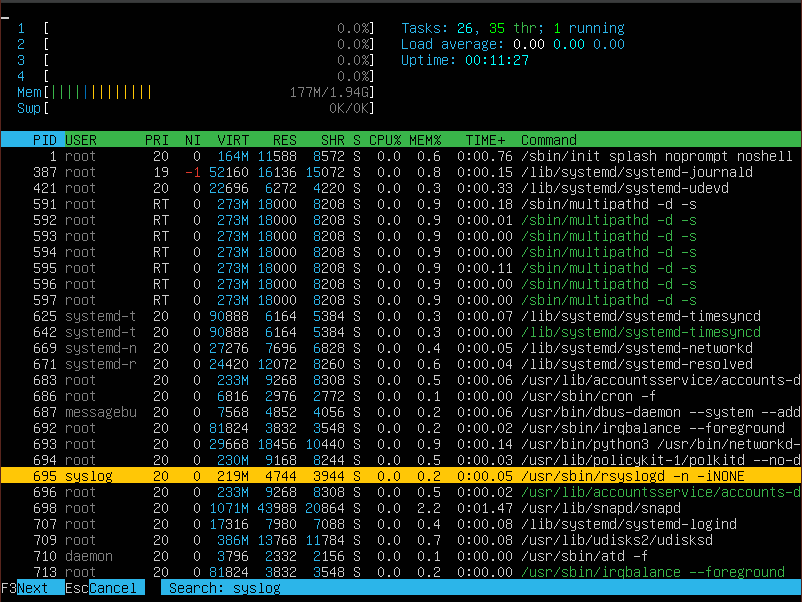 1 [ 0.0%] Tasks: 26, 35 thr; 1 running
2 [ 0.0%] Load average: 0.00 0.00 0.00
3 [ 0.0%] Uptime: 00:11:27
4 [ 0.0%]
Mem[||||||||||||| 177M/1.94G]
Swp[ 0K/0K]
PID USER PRI NI VIRT RES SHR S CPU% MEM% TIME+ Command
1 root 20 0 164M 11588 8572 S 0.0 0.6 0:00.76 /sbin/init splash noprompt noshell
387 root 19 -1 52160 16136 15072 S 0.0 0.8 0:00.15 /lib/systemd/systemd-journald
421 root 20 0 22696 6272 4220 S 0.0 0.3 0:00.33 /lib/systemd/systemd-udevd
591 root RT 0 273M 18000 8208 S 0.0 0.9 0:00.18 /sbin/multipathd -d -s
592 root RT 0 273M 18000 8208 S 0.0 0.9 0:00.01 /sbin/multipathd -d -s
593 root RT 0 273M 18000 8208 S 0.0 0.9 0:00.00 /sbin/multipathd -d -s
594 root RT 0 273M 18000 8208 S 0.0 0.9 0:00.00 /sbin/multipathd -d -s
595 root RT 0 273M 18000 8208 S 0.0 0.9 0:00.11 /sbin/multipathd -d -s
596 root RT 0 273M 18000 8208 S 0.0 0.9 0:00.00 /sbin/multipathd -d -s
597 root RT 0 273M 18000 8208 S 0.0 0.9 0:00.00 /sbin/multipathd -d -s
625 systemd-t 20 0 90888 6164 5384 S 0.0 0.3 0:00.07 /lib/systemd/systemd-timesyncd
642 systemd-t 20 0 90888 6164 5384 S 0.0 0.3 0:00.00 /lib/systemd/systemd-timesyncd
669 systemd-n 20 0 27276 7696 6828 S 0.0 0.4 0:00.05 /lib/systemd/systemd-networkd
671 systemd-r 20 0 24420 12072 8260 S 0.0 0.6 0:00.04 /lib/systemd/systemd-resolved
683 root 20 0 233M 9268 8308 S 0.0 0.5 0:00.06 /usr/lib/accountsservice/accounts-d
686 root 20 0 6816 2976 2772 S 0.0 0.1 0:00.00 /usr/sbin/cron -f
687 messagebu 20 0 7568 4852 4056 S 0.0 0.2 0:00.06 /usr/bin/dbus-daemon --system --add
692 root 20 0 81824 3832 3548 S 0.0 0.2 0:00.02 /usr/sbin/irqbalance --foreground
693 root 20 0 29668 18456 10440 S 0.0 0.9 0:00.14 /usr/bin/python3 /usr/bin/networkd-
694 root 20 0 230M 9168 8244 S 0.0 0.5 0:00.03 /usr/lib/policykit-1/polkitd --no-d
695 syslog 20 0 219M 4744 3944 S 0.0 0.2 0:00.05 /usr/sbin/rsyslogd -n -iNONE
696 root 20 0 233M 9268 8308 S 0.0 0.5 0:00.02 /usr/lib/accountsservice/accounts-d
698 root 20 0 1071M 43988 20864 S 0.0 2.2 0:01.47 /usr/lib/snapd/snapd
707 root 20 0 17316 7980 7088 S 0.0 0.4 0:00.08 /lib/systemd/systemd-logind
709 root 20 0 386M 13768 11784 S 0.0 0.7 0:00.08 /usr/lib/udisks2/udisksd
710 daemon 20 0 3796 2332 2156 S 0.0 0.1 0:00.00 /usr/sbin/atd -f
713 root 20 0 81824 3832 3548 S 0.0 0.2 0:00.00 /usr/sbin/irqbalance --foreground
F3Next EscCancel Search: syslog